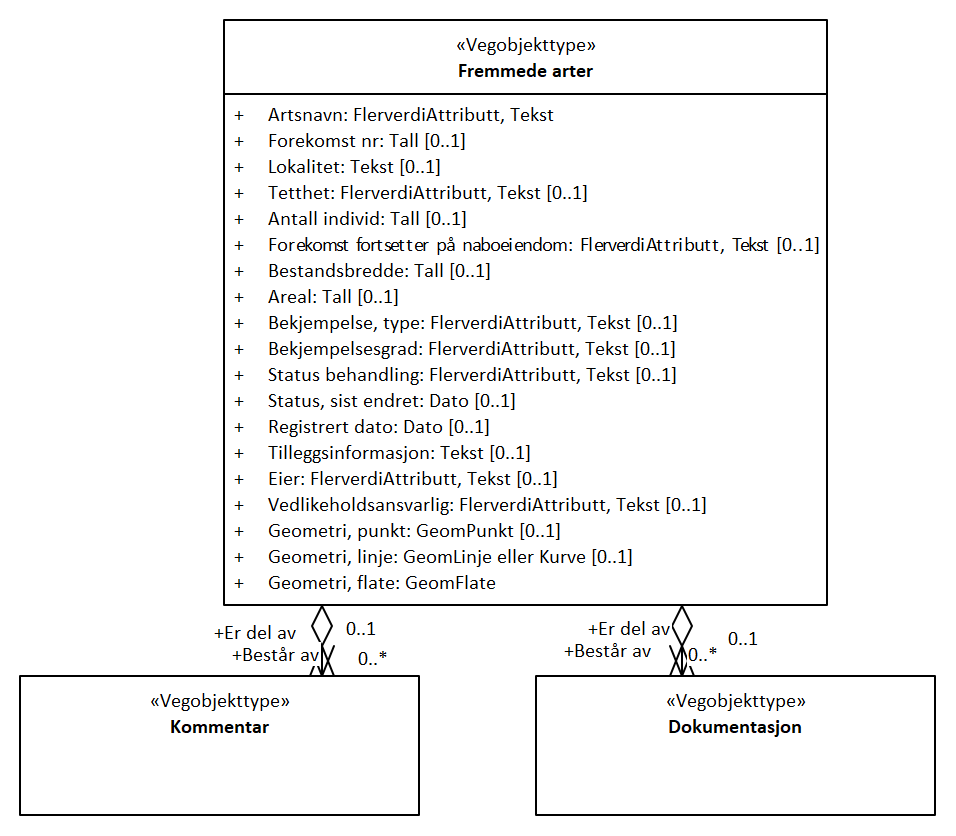 «Vegobjekttype»
Fremmede arter
+ Artsnavn: FlerverdiAttributt, Tekst
+ Forekomst nr: Tall [0..1]
+ Lokalitet: Tekst [0..1]
+ Tetthet: FlerverdiAttributt, Tekst [0..1]
+ Antall individ: Tall [0..1]
+ Forekomst fortsetter på naboeiendom: FlerverdiAttributt, Tekst [0..1]
+ Bestandsbredde: Tall [0..1]
+ Areal: Tall [0..1]
+ Bekjempelse, type: FlerverdiAttributt, Tekst [0..1]
+ Bekjempelsesgrad: FlerverdiAttributt, Tekst [0..1]
+ Status behandling: FlerverdiAttributt, Tekst [0..1]
+ Status, sist endret: Dato [0..1]
+ Registrert dato: Dato [0..1]
+ Tilleggsinformasjon: Tekst [0..1]
+ Eier: FlerverdiAttributt, Tekst [0..1]
+ Vedlikeholdsansvarlig: FlerverdiAttributt, Tekst [0..1]
+ Geometri, punkt: GeomPunkt [0..1]
+ Geometri, linje: GeomLinje eller Kurve [0..1]
+ Geometri, flate: GeomFlate
+Er del av 0..1
+Består av 0..*
+Er del av 0..1
+Består av 0..*
«Vegobjekttype»
Kommentar
«Vegobjekttype»
Dokumentasjon